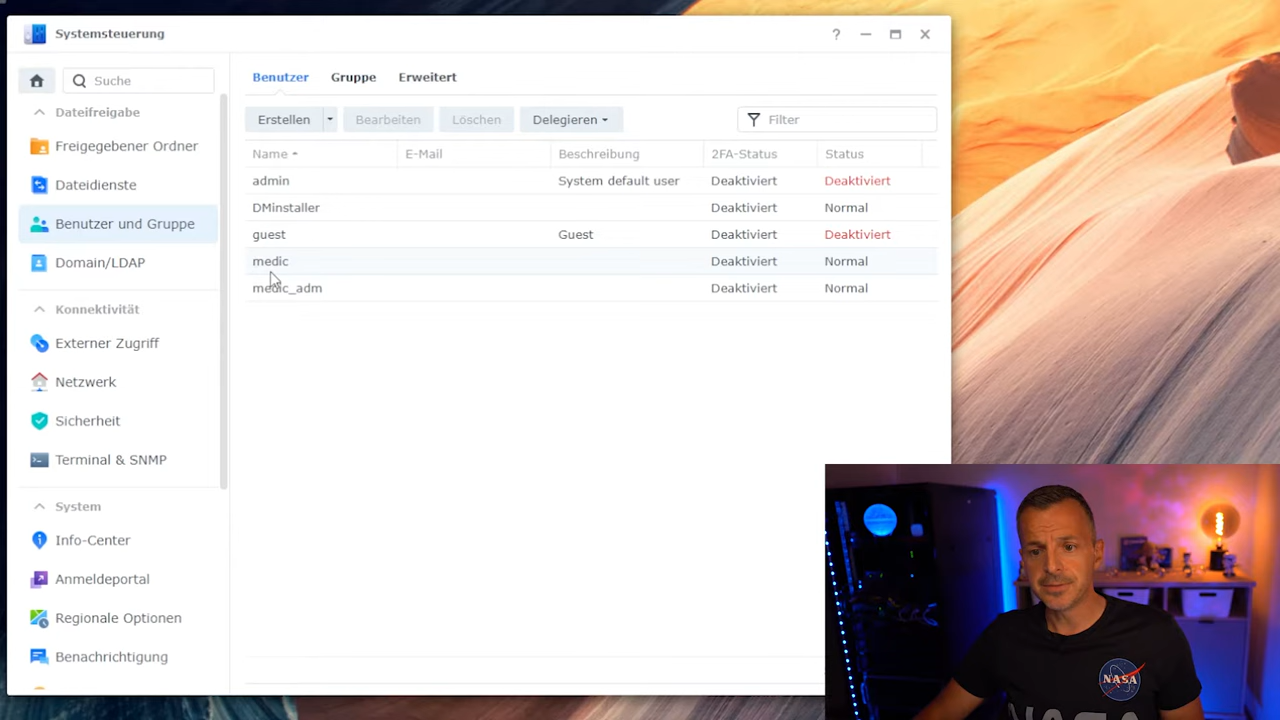 Systemsteuerung
?
Suche
Dateifreigabe
Freigegebener Ordner
Dateidienste
Benutzer und Gruppe
Domain/LDAP
Konnektivität
Externer Zugriff
Netzwerk
Sicherheit
Terminal & SNMP
System
Info-Center
Anmeldeportal
Regionale Optionen
Benachrichtigung
Benutzer Gruppe Erweitert
Erstellen Bearbeiten Löschen Delegieren Filter
Name E-Mail Beschreibung 2FA-Status Status
admin System default user Deaktiviert Deaktiviert
DMinstaller Deaktiviert Normal
guest Guest Deaktiviert Deaktiviert
medic Deaktiviert Normal
medic_adm Deaktiviert Normal
NASA
NASA